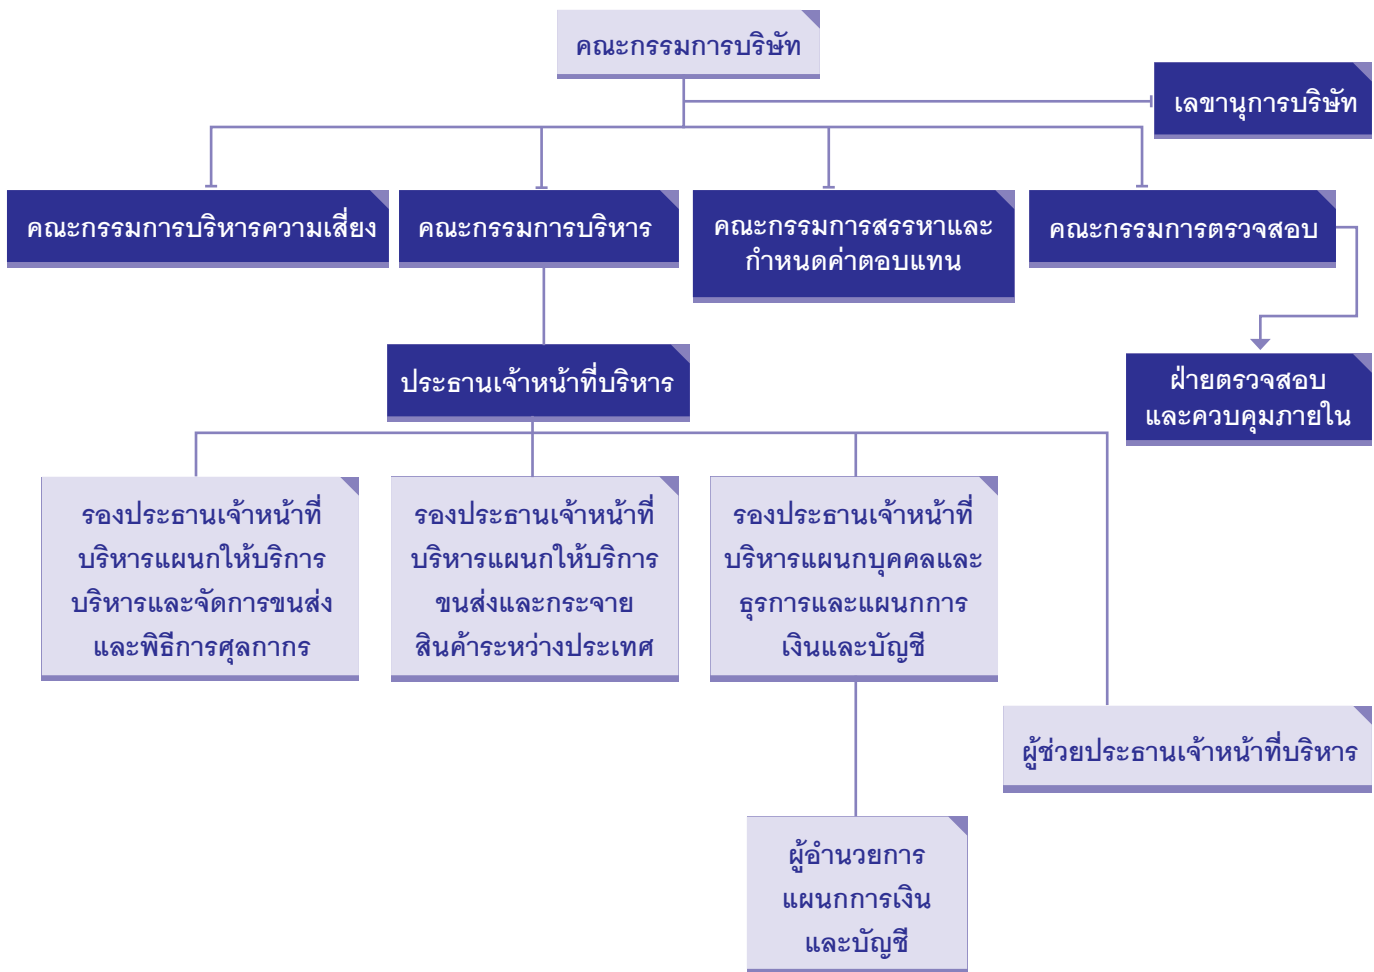 คณะกรรมการบริษัท
เลขานุการบริษัท
คณะกรรมการบริหารความเสี่ยง
คณะกรรมการบริหาร
คณะกรรมการสรรหาและ
กำหนดค่าตอบแทน
คณะกรรมการตรวจสอบ
ประธานเจ้าหน้าที่บริหาร
ฝ่ายตรวจสอบ
และควบคุมภายใน
รองประธานเจ้าหน้าที่
บริหารแผนกให้บริการ
บริหารและจัดการขนส่ง
และพิธีการศุลกากร
รองประธานเจ้าหน้าที่
บริหารแผนกให้บริการ
ขนส่งและกระจาย
สินค้าระหว่างประเทศ
รองประธานเจ้าหน้าที่
บริหารแผนกบุคคลและ
ธุรการและแผนกการ
เงินและบัญชี
ผู้ช่วยประธานเจ้าหน้าที่บริหาร
ผู้อำนวยการ
แผนกการเงิน
และบัญชี